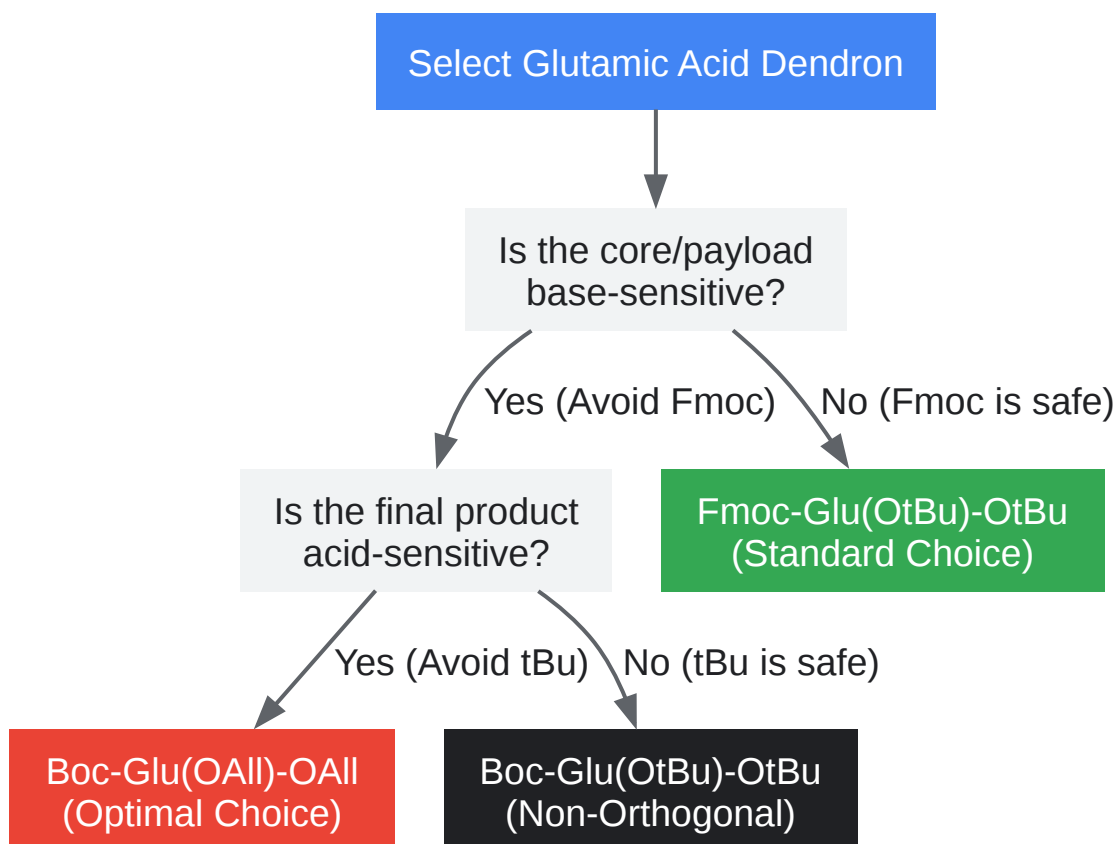 Select Glutamic Acid Dendron
Is the core/payload
base-sensitive?
Yes (Avoid Fmoc)
No (Fmoc is safe)
Is the final product
acid-sensitive?
Fmoc-Glu(OtBu)-OtBu
(Standard Choice)
Yes (Avoid tBu)
No (tBu is safe)
Boc-Glu(OAll)-OAll
(Optimal Choice)
Boc-Glu(OtBu)-OtBu
(Non-Orthogonal)